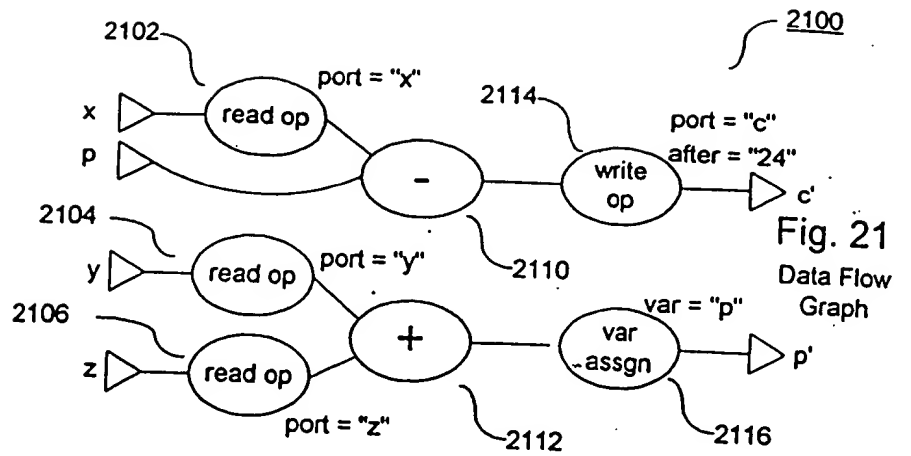 2100
2102
port = "x"
x
read op
2114
port = "c"
p
after = "24"
-
write
op
c'
2104
Fig. 21
y
read op
port = "y"
2110
Data Flow
Graph
2106
var = "p"
+
var
assgn
p'
z
read op
port = "z"
2112
2116